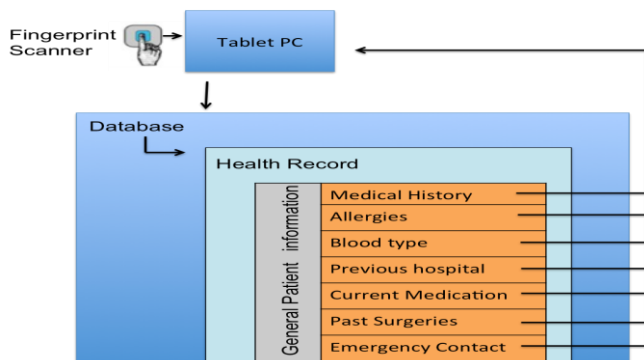 Fingerprint
Scanner
Tablet PC
Database
Health Record
General Patient information
Medical History
Allergies
Blood type
Previous hospital
Current Medication
Past Surgeries
Emergency Contact